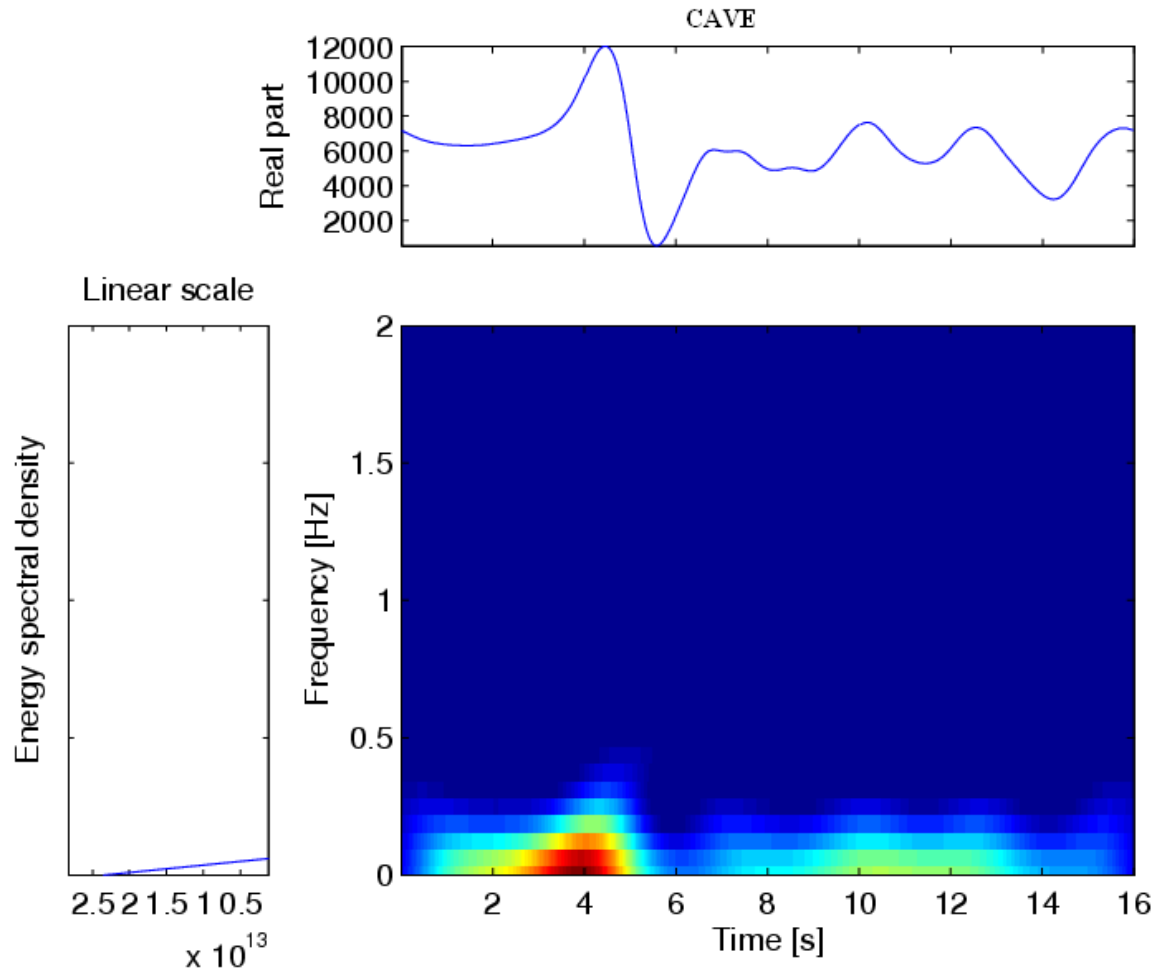 CAVE
12000
10000
8000
6000
4000
2000
Real part
Linear scale
Energy spectral density
2.5 2 1.5 1 0.5
x 10^13
2
1.5
1
0.5
0
Frequency [Hz]
2 4 6 8 10 12 14 16
Time [s]